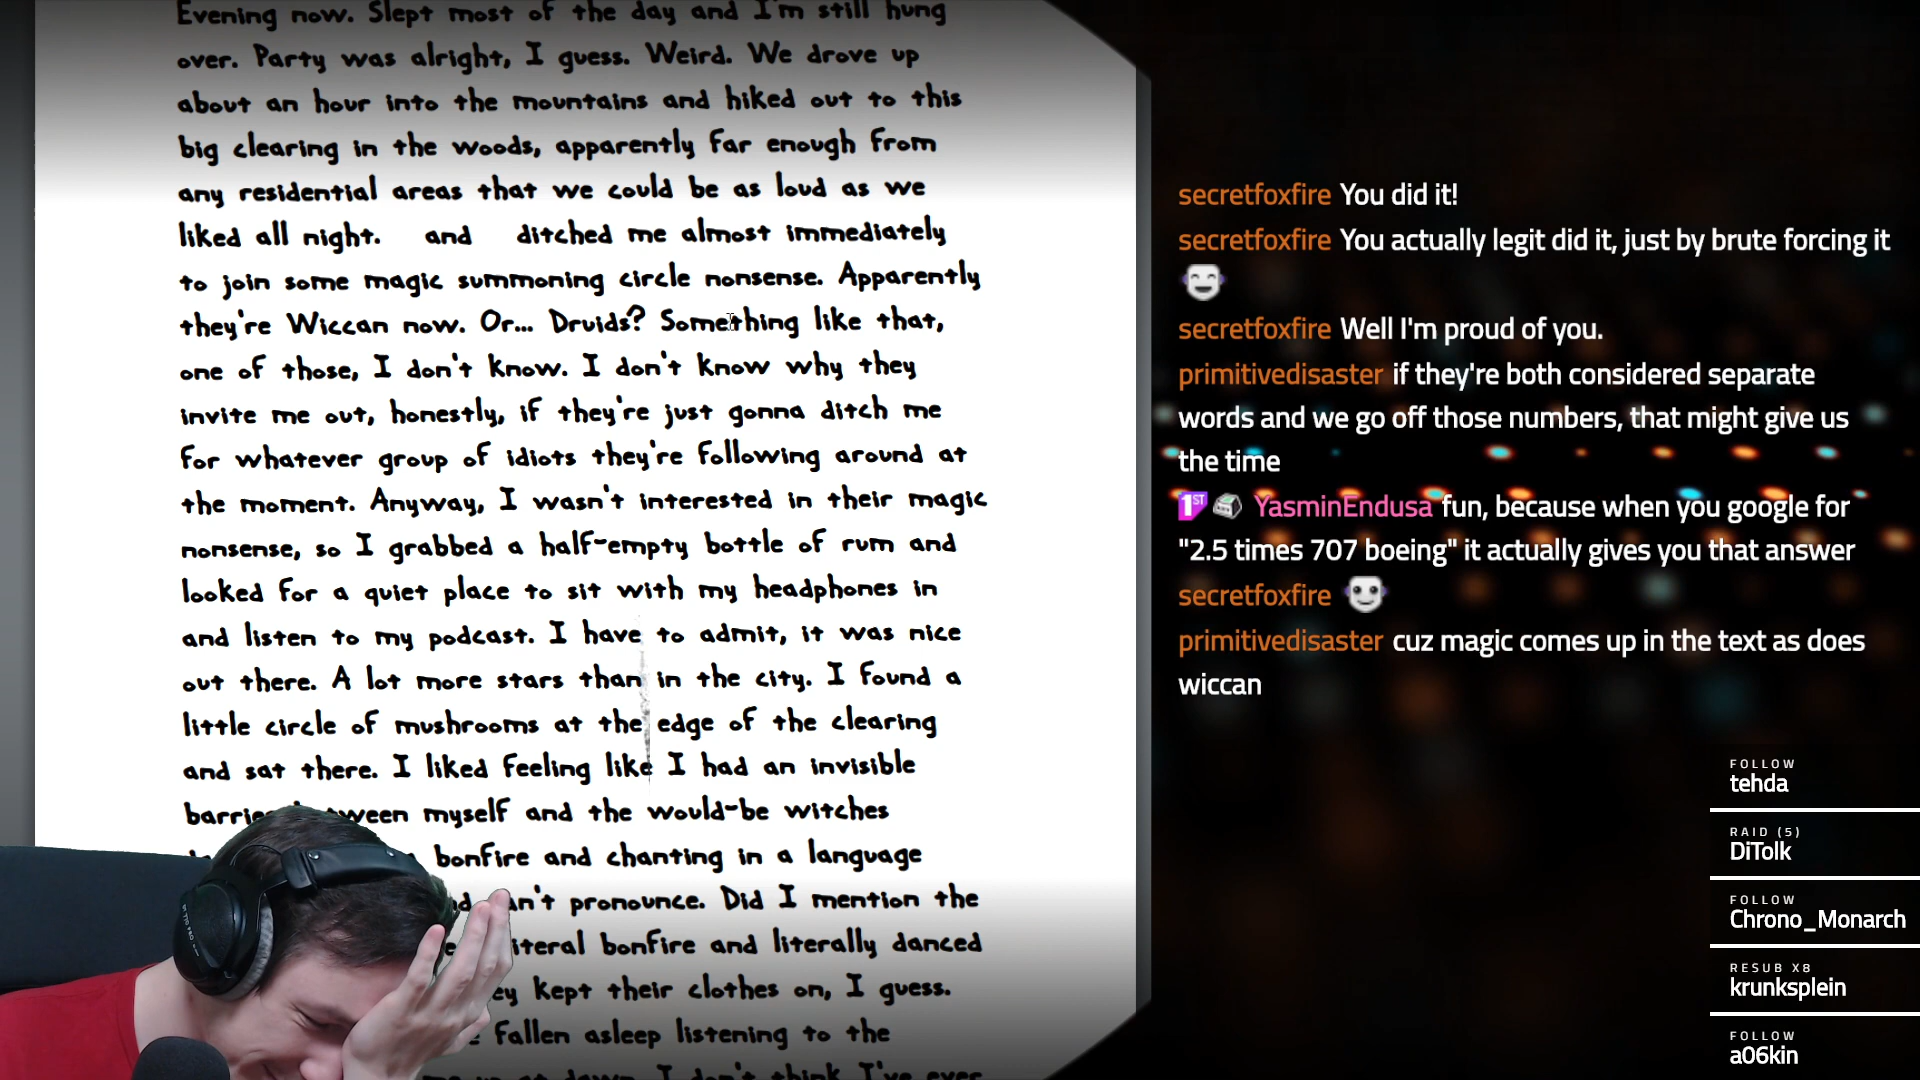 Evening now. Slept most of the day and I'm still hung
over. Party was alright, I guess. Weird. We drove up
about an hour into the mountains and hiked out to this
big clearing in the woods, apparently far enough from
any residential areas that we could be as loud as we
liked all night. and ditched me almost immediately
to join some magic summoning circle nonsense. Apparently
they're Wiccan now. Or... Druids? Something like that,
one of those, I don't know. I don't know why they
invite me out, honestly, if they're just gonna ditch me
for whatever group of idiots they're following around at
the moment. Anyway, I wasn't interested in their magic
nonsense, so I grabbed a half-empty bottle of rum and
looked for a quiet place to sit with my headphones in
and listen to my podcast. I have to admit, it was nice
out there. A lot more stars than in the city. I found a
little circle of mushrooms at the edge of the clearing
and sat there. I liked feeling like I had an invisible
barrier between myself and the would-be witches
bonfire and chanting in a language
can't pronounce. Did I mention the
literal bonfire and literally danced
kept their clothes on, I guess.
fallen asleep listening to the
up at dawn. I don't think I've ever
secretfoxfire You did it!
secretfoxfire You actually legit did it, just by brute forcing it
secretfoxfire Well I'm proud of you.
primitivedisaster if they're both considered separate
words and we go off those numbers, that might give us
the time
1ST YasminEndusa fun, because when you google for
"2.5 times 707 boeing" it actually gives you that answer
secretfoxfire
primitivedisaster cuz magic comes up in the text as does
wiccan
FOLLOW
tehda
RAID (5)
DiTolk
FOLLOW
Chrono_Monarch
RESUB X8
krunksplein
FOLLOW
a06kin